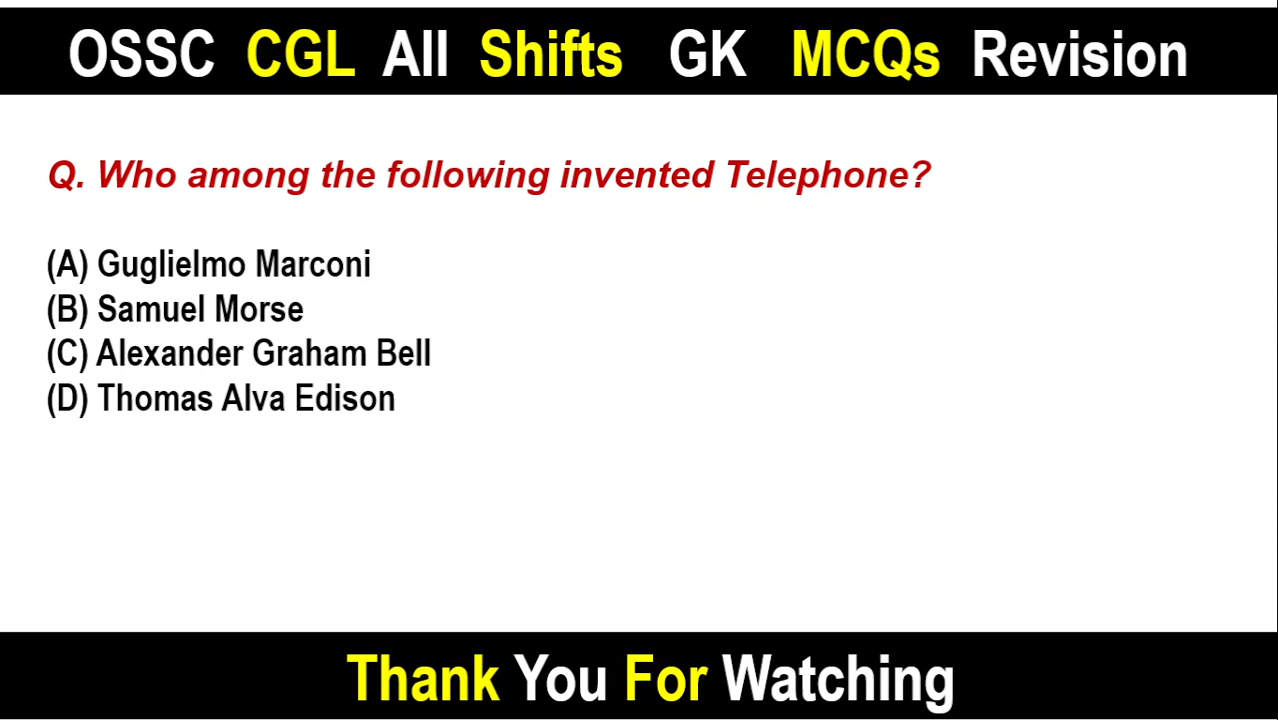 OSSC CGL All Shifts GK MCQs Revision
Q. Who among the following invented Telephone?
(A) Guglielmo Marconi
(B) Samuel Morse
(C) Alexander Graham Bell
(D) Thomas Alva Edison
Thank You For Watching